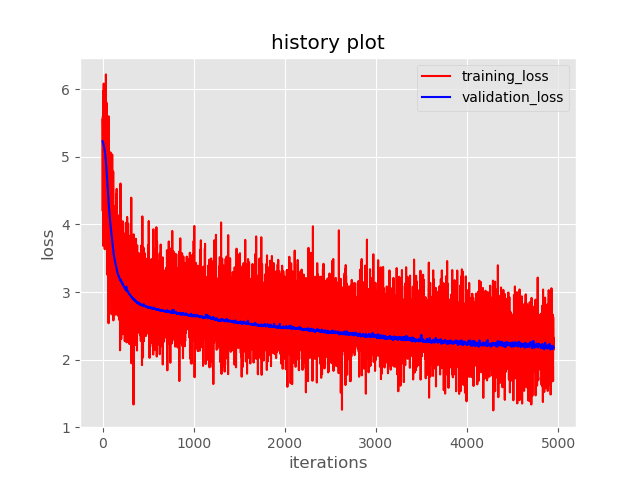 history plot
training_loss
validation_loss
6
5
4
3
2
1
loss
0 1000 2000 3000 4000 5000
iterations